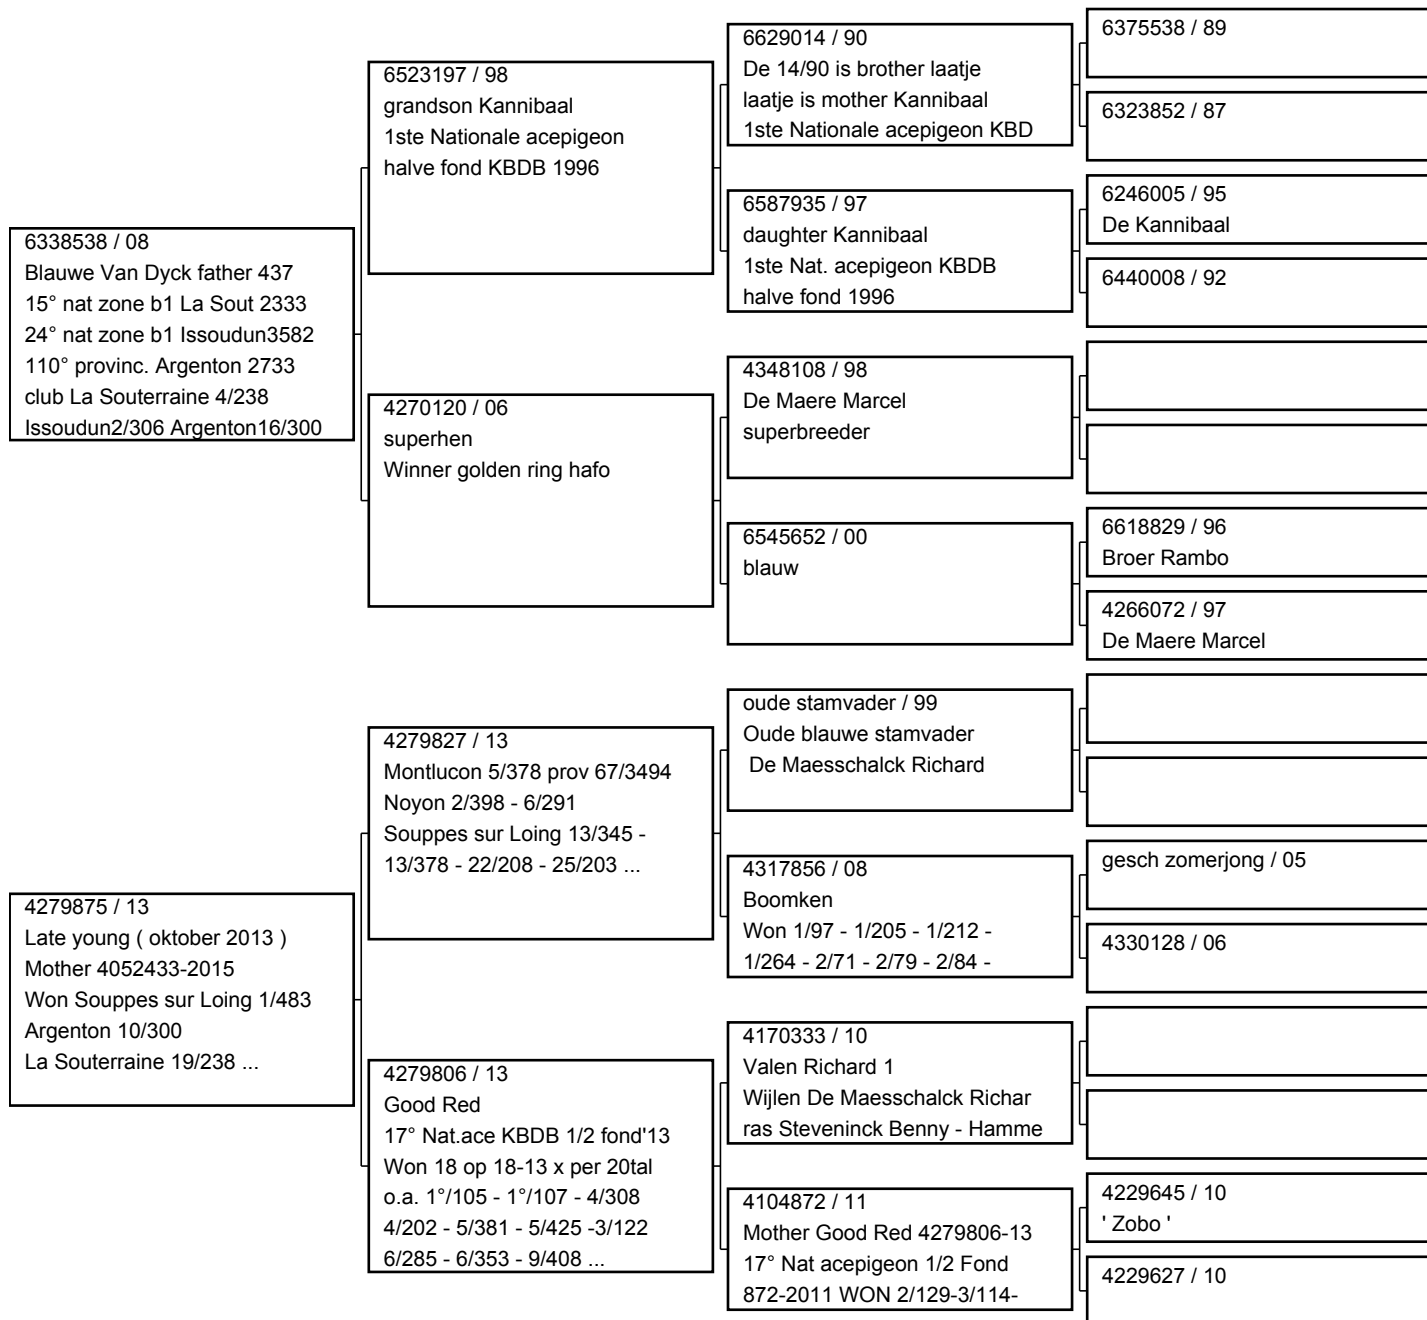 6338538 / 08
Blauwe Van Dyck father 437
15° nat zone b1 La Sout 2333
24° nat zone b1 Issoudun3582
110° provinc. Argenton 2733
club La Souterraine 4/238
Issoudun2/306 Argenton16/300
4279875 / 13
Late young ( oktober 2013 )
Mother 4052433-2015
Won Souppes sur Loing 1/483
Argenton 10/300
La Souterraine 19/238 ...
6523197 / 98
grandson Kannibaal
1ste Nationale acepigeon
halve fond KBDB 1996
4270120 / 06
superhen
Winner golden ring hafo
4279827 / 13
Montlucon 5/378 prov 67/3494
Noyon 2/398 - 6/291
Souppes sur Loing 13/345 -
13/378 - 22/208 - 25/203 ...
4279806 / 13
Good Red
17° Nat.ace KBDB 1/2 fond'13
Won 18 op 18-13 x per 20tal
o.a. 1°/105 - 1°/107 - 4/308
4/202 - 5/381 - 5/425 -3/122
6/285 - 6/353 - 9/408 ...
6629014 / 90
De 14/90 is brother laatje
laatje is mother Kannibaal
1ste Nationale acepigeon KBD
6587935 / 97
daughter Kannibaal
1ste Nat. acepigeon KBDB
halve fond 1996
4348108 / 98
De Maere Marcel
superbreeder
6545652 / 00
blauw
oude stamvader / 99
Oude blauwe stamvader
De Maesschalck Richard
4317856 / 08
Boomken
Won 1/97 - 1/205 - 1/212 -
1/264 - 2/71 - 2/79 - 2/84 -
4170333 / 10
Valen Richard 1
Wijlen De Maesschalck Richar
ras Steveninck Benny - Hamme
4104872 / 11
Mother Good Red 4279806-13
17° Nat acepigeon 1/2 Fond
872-2011 WON 2/129-3/114-
6375538 / 89
6323852 / 87
6246005 / 95
De Kannibaal
6440008 / 92
6618829 / 96
Broer Rambo
4266072 / 97
De Maere Marcel
gesch zomerjong / 05
4330128 / 06
4229645 / 10
' Zobo '
4229627 / 10